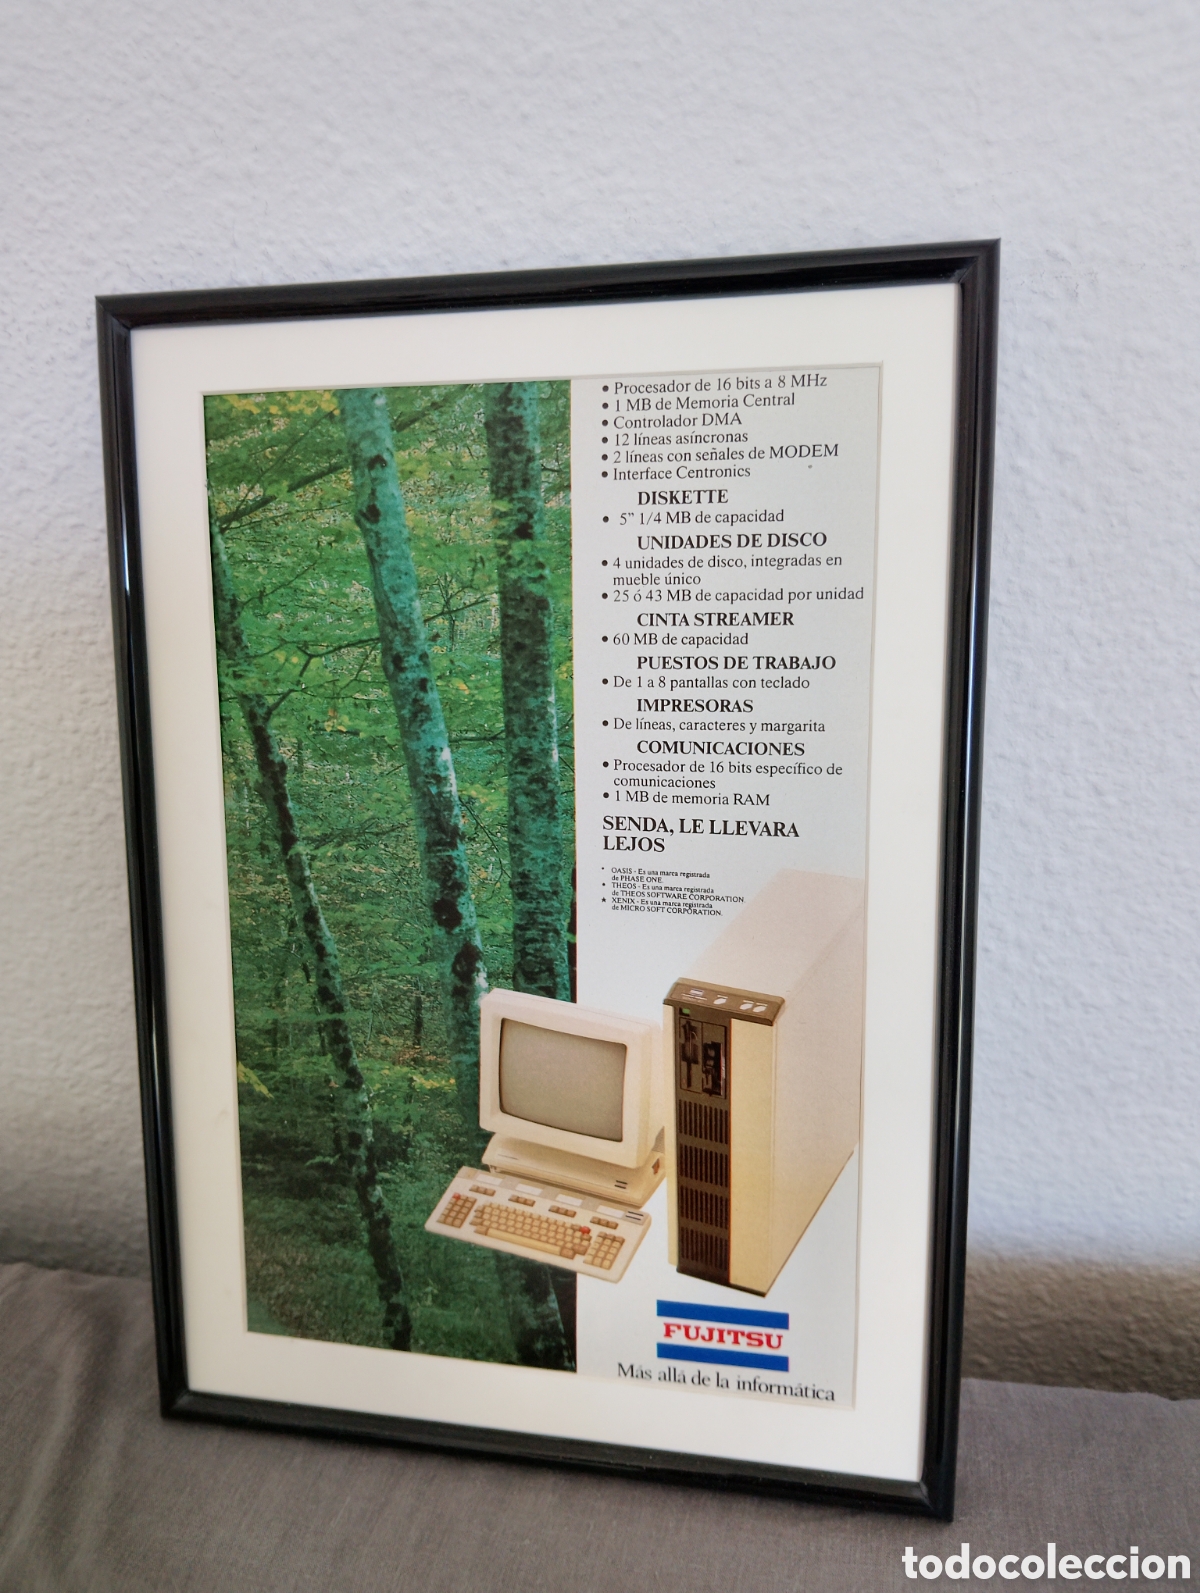 • Procesador de 16 bits a 8 MHz
• 1 MB de Memoria Central
• Controlador DMA
• 12 líneas asíncronas
• 2 líneas con señales de MODEM
• Interface Centronics
DISKETTE
• 5” 1/4 MB de capacidad
UNIDADES DE DISCO
• 4 unidades de disco, integradas en
mueble único
• 25 ó 43 MB de capacidad por unidad
CINTA STREAMER
• 60 MB de capacidad
PUESTOS DE TRABAJO
• De 1 a 8 pantallas con teclado
IMPRESORAS
• De líneas, caracteres y margarita
COMUNICACIONES
• Procesador de 16 bits específico de
comunicaciones
• 1 MB de memoria RAM
SENDA, LE LLEVARA
LEJOS
* OASIS - Es una marca registrada
de PHASE ONE.
* THEOS - Es una marca registrada
de THEOS SOFTWARE CORPORATION.
★ XENIX - Es una marca registrada
de MICRO SOFT CORPORATION.
FUJITSU
Más allá de la informática
todocoleccion